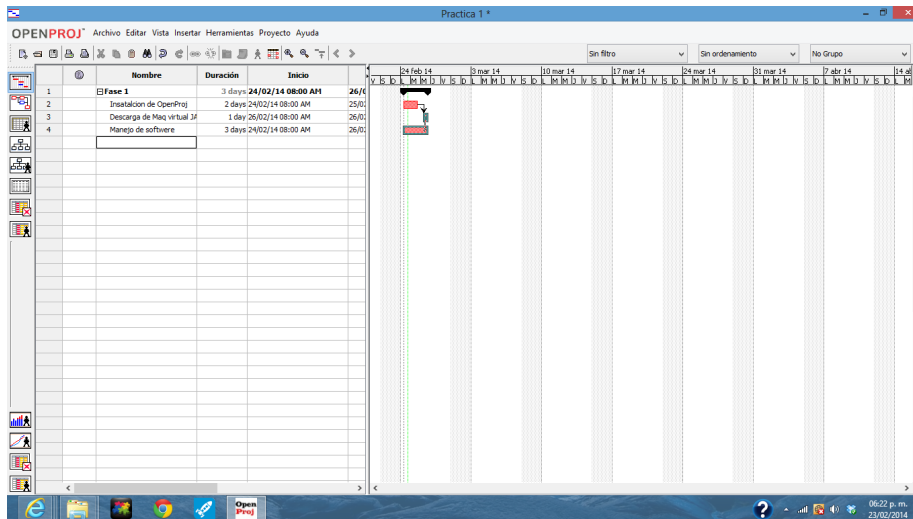 Practica 1 *
OPENPROJ™ Archivo Editar Vista Insertar Herramientas Proyecto Ayuda
Sin filtro Sin ordenamiento No Grupo
Nombre Duración Inicio
24 feb 14 3 mar 14 10 mar 14 17 mar 14 24 mar 14 31 mar 14 7 abr 14 14 ab
V S D L M M J V S D L M M J V S D L M M J V S D L M M J V S D L M M J V S D L M M J V S D L M M J V S D L M
1 Fase 1 3 days 24/02/14 08:00 AM 26/0
2 Insatalcion de OpenProj 2 days 24/02/14 08:00 AM 25/0
3 Descarga de Maq virtual JA 1 day 26/02/14 08:00 AM 26/0
4 Manejo de softwere 3 days 24/02/14 08:00 AM 26/0
Open
Proj
06:22 p. m.
23/02/2014